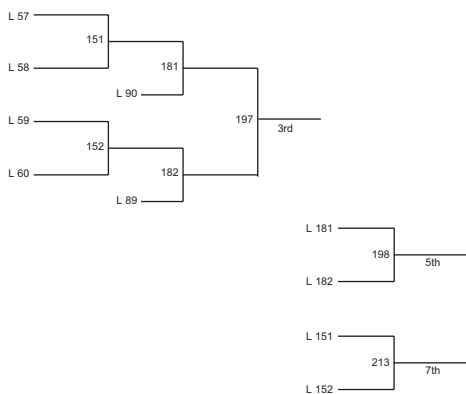 L 57
151
L 58
181
L 90
L 59
197
3rd
152
L 60
182
L 89
L 181
198
5th
L 182
L 151
213
7th
L 152